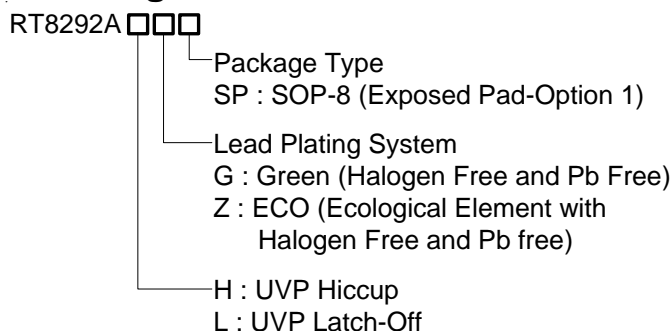 RT8292A
Package Type
SP : SOP-8 (Exposed Pad-Option 1)
Lead Plating System
G : Green (Halogen Free and Pb Free)
Z : ECO (Ecological Element with
Halogen Free and Pb free)
H : UVP Hiccup
L : UVP Latch-Off